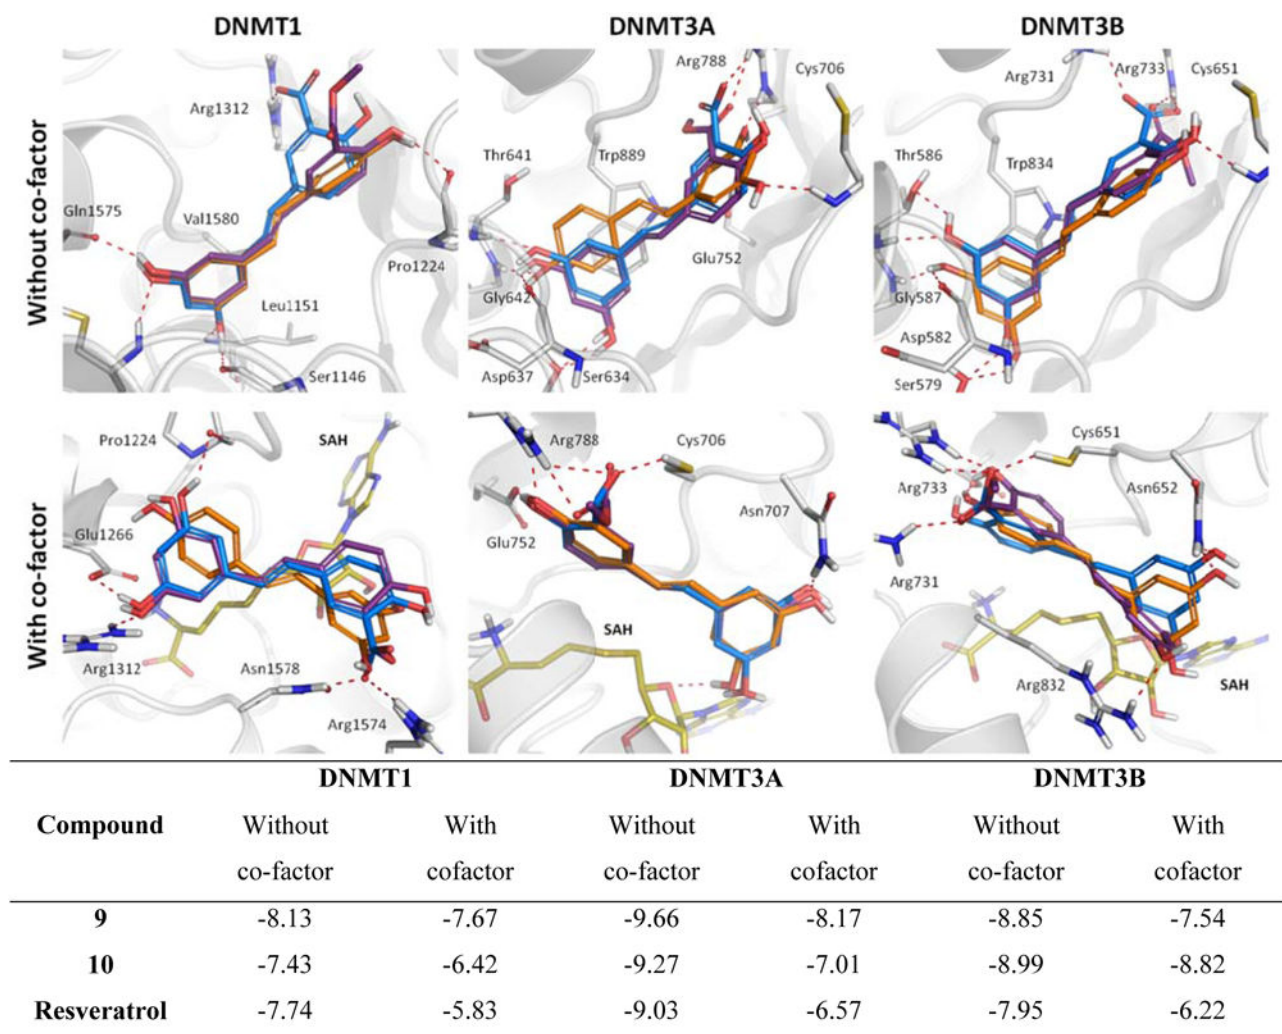 DNMT1 DNMT3A DNMT3B
Without co-factor
Arg1312
Gln1575
Val1580
Pro1224
Leu1151
Ser1146
Arg788
Cys706
Thr641
Trp889
Glu752
Gly642
Asp637
Ser634
Arg731
Arg733
Cys651
Thr586
Trp834
Gly587
Asp582
Ser579
With co-factor
Pro1224
SAH
Glu1266
Arg1312
Asn1578
Arg1574
Arg788
Cys706
Asn707
Glu752
SAH
Cys651
Arg733
Asn652
Arg731
Arg832
SAH
DNMT1 DNMT3A DNMT3B
Compound Without With Without With Without With
co-factor cofactor co-factor cofactor co-factor cofactor
9 -8.13 -7.67 -9.66 -8.17 -8.85 -7.54
10 -7.43 -6.42 -9.27 -7.01 -8.99 -8.82
Resveratrol -7.74 -5.83 -9.03 -6.57 -7.95 -6.22